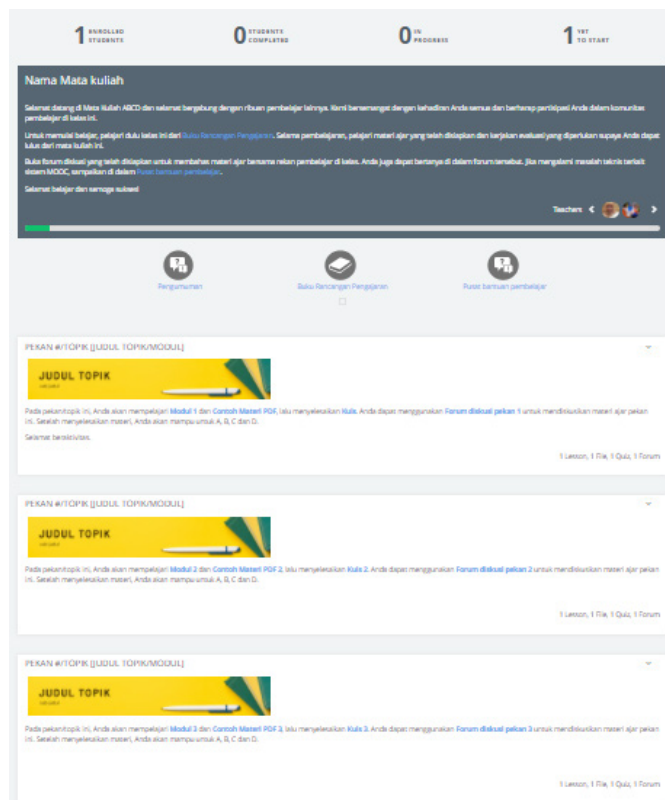 1 ENROLLED STUDENTS
0 STUDENTS COMPLETED
0 IN PROGRESS
1 YET TO START
Nama Mata kuliah
Selamat datang di Mata Kuliah ABCD dan selamat bergabung dengan ribuan pembelajar lainnya. Kami bersemangat dengan kehadiran Anda semua dan berharap partisipasi Anda dalam komunitas
pembelajar di kelas ini.
Untuk memulai belajar, pelajari dulu kelas ini dari Buku Rancangan Pengajaran. Selama pembelajaran, pelajari materi ajar yang telah disiapkan dan kerjakan evaluasi yang diperlukan supaya Anda dapat
lulus dari mata kuliah ini.
Buka forum diskusi yang telah disiapkan untuk membahas materi ajar bersama rekan pembelajar di kelas. Anda juga dapat bertanya di dalam forum tersebut. Jika mengalami masalah teknis terkait
sistem MOOC, sampaikan di dalam Pusat bantuan pembelajar.
Selamat belajar dan semoga sukses!
Teachers
Pengumuman
Buku Rancangan Pengajaran
Pusat bantuan pembelajar
PEKAN #/TOPIK [JUDUL TOPIK/MODUL]
JUDUL TOPIK
Pada pekan/topik ini, Anda akan mempelajari Modul 1 dan Contoh Materi PDF, lalu menyelesaikan Kuis. Anda dapat menggunakan Forum diskusi pekan 1 untuk mendiskusikan materi ajar pekan
ini. Setelah menyelesaikan materi, Anda akan mampu untuk A, B, C dan D.
Selamat beraktivitas.
1 Lesson, 1 File, 1 Quiz, 1 Forum
PEKAN #/TOPIK [JUDUL TOPIK/MODUL]
JUDUL TOPIK
Pada pekan/topik ini, Anda akan mempelajari Modul 2 dan Contoh Materi PDF 2, lalu menyelesaikan Kuis 2. Anda dapat menggunakan Forum diskusi pekan 2 untuk mendiskusikan materi ajar pekan
ini. Setelah menyelesaikan materi, Anda akan mampu untuk A, B, C dan D.
1 Lesson, 1 File, 1 Quiz, 1 Forum
PEKAN #/TOPIK [JUDUL TOPIK/MODUL]
JUDUL TOPIK
Pada pekan/topik ini, Anda akan mempelajari Modul 3 dan Contoh Materi PDF 3, lalu menyelesaikan Kuis 3. Anda dapat menggunakan Forum diskusi pekan 3 untuk mendiskusikan materi ajar pekan
ini. Setelah menyelesaikan materi, Anda akan mampu untuk A, B, C dan D.
1 Lesson, 1 File, 1 Quiz, 1 Forum